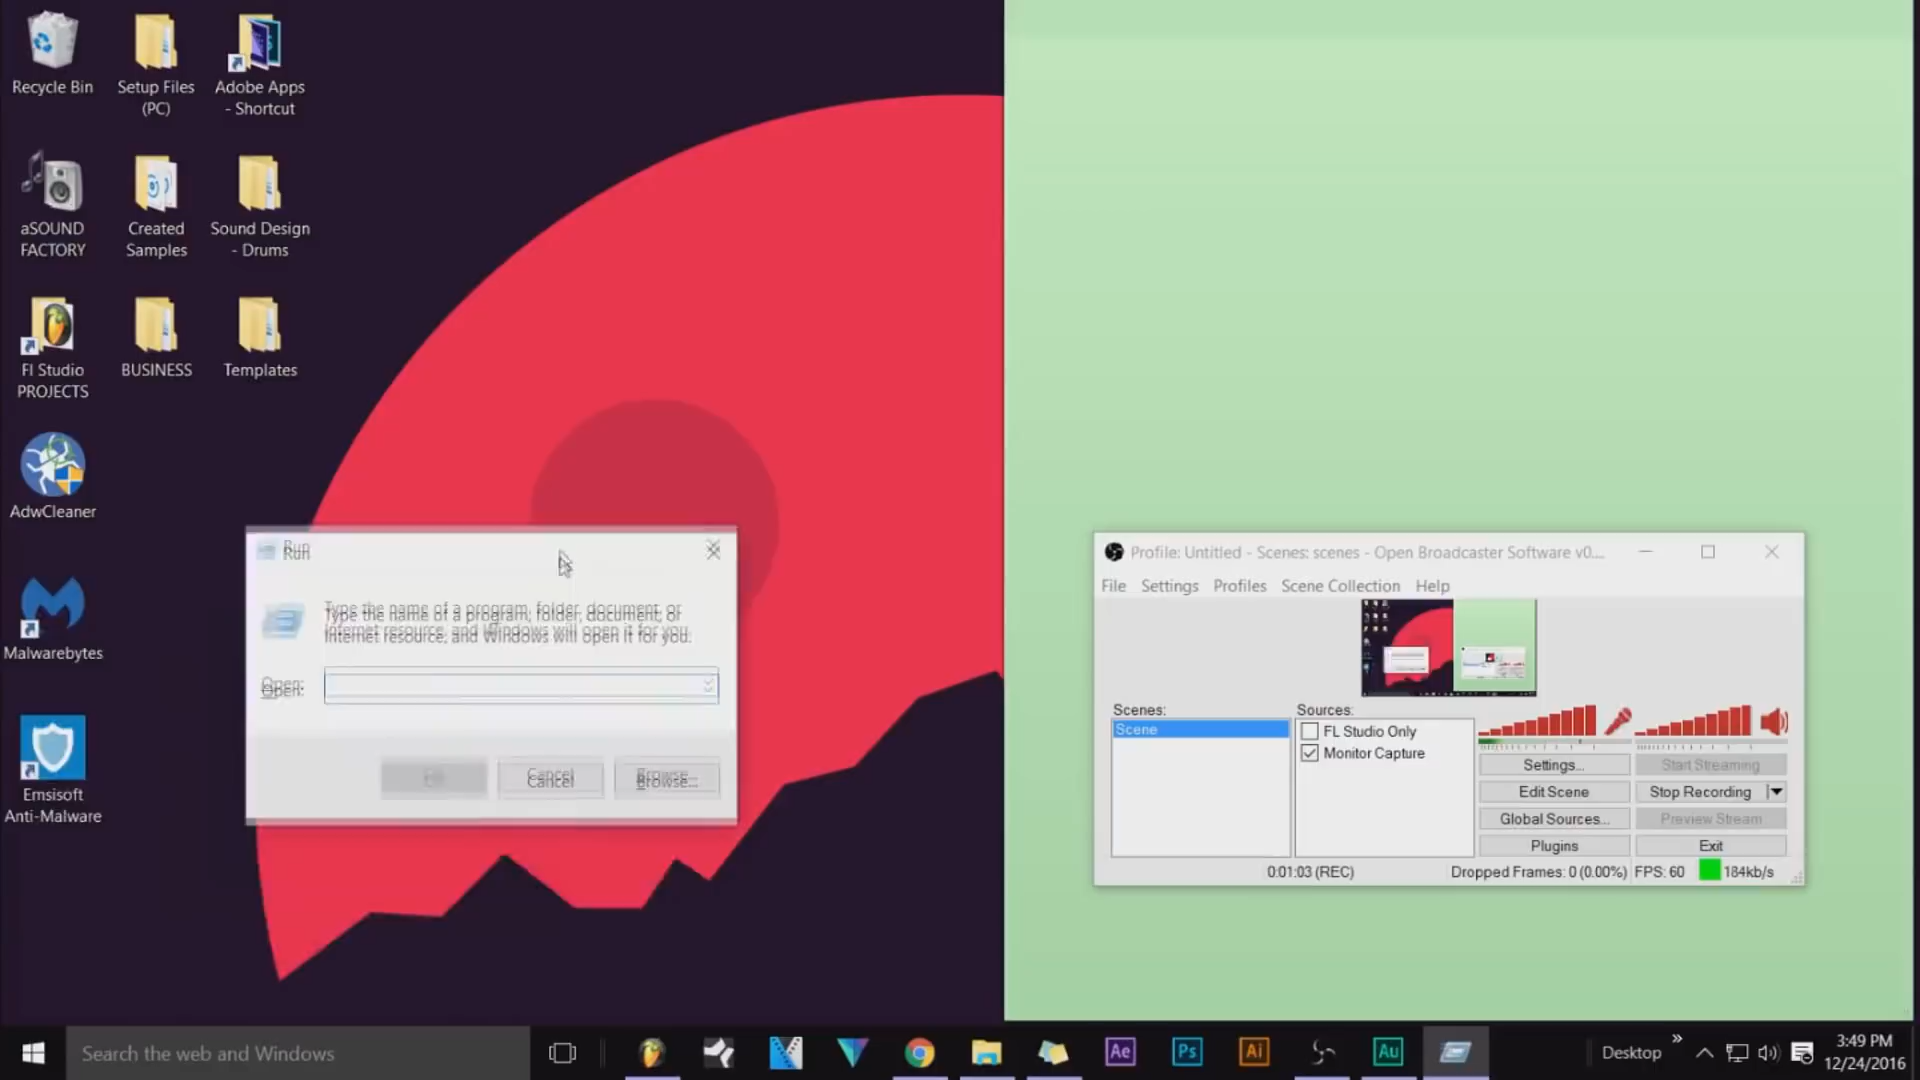 Recycle Bin
Setup Files
(PC)
Adobe Apps
- Shortcut
aSOUND
FACTORY
Created
Samples
Sound Design
- Drums
Fl Studio
PROJECTS
BUSINESS
Templates
AdwCleaner
Malwarebytes
Emsisoft
Anti-Malware
Run
Type the name of a program, folder, document, or
Internet resource, and Windows will open it for you.
Open:
Cancel
Browse...
Profile: Untitled - Scenes: scenes - Open Broadcaster Software v0....
File Settings Profiles Scene Collection Help
Scenes:
Scene
Sources:
FL Studio Only
Monitor Capture
Settings...
Start Streaming
Edit Scene
Stop Recording
Global Sources...
Preview Stream
Plugins
Exit
0:01:03 (REC)
Dropped Frames: 0 (0.00%)
FPS: 60
184kb/s
Search the web and Windows
Ae
Ps
Ai
Au
Desktop
3:49 PM
12/24/2016